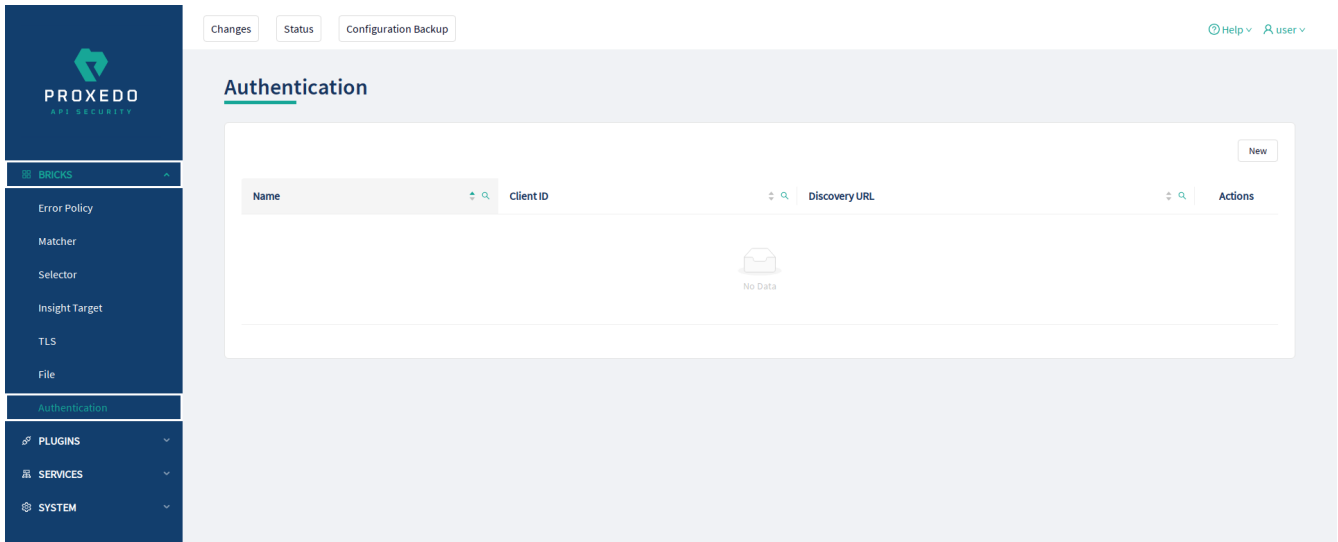 Changes Status Configuration Backup Help user
PROXEDO
API SECURITY
Authentication
New
BRICKS
Name Client ID Discovery URL Actions
Error Policy
Matcher
Selector
No Data
Insight Target
TLS
File
Authentication
PLUGINS
SERVICES
SYSTEM